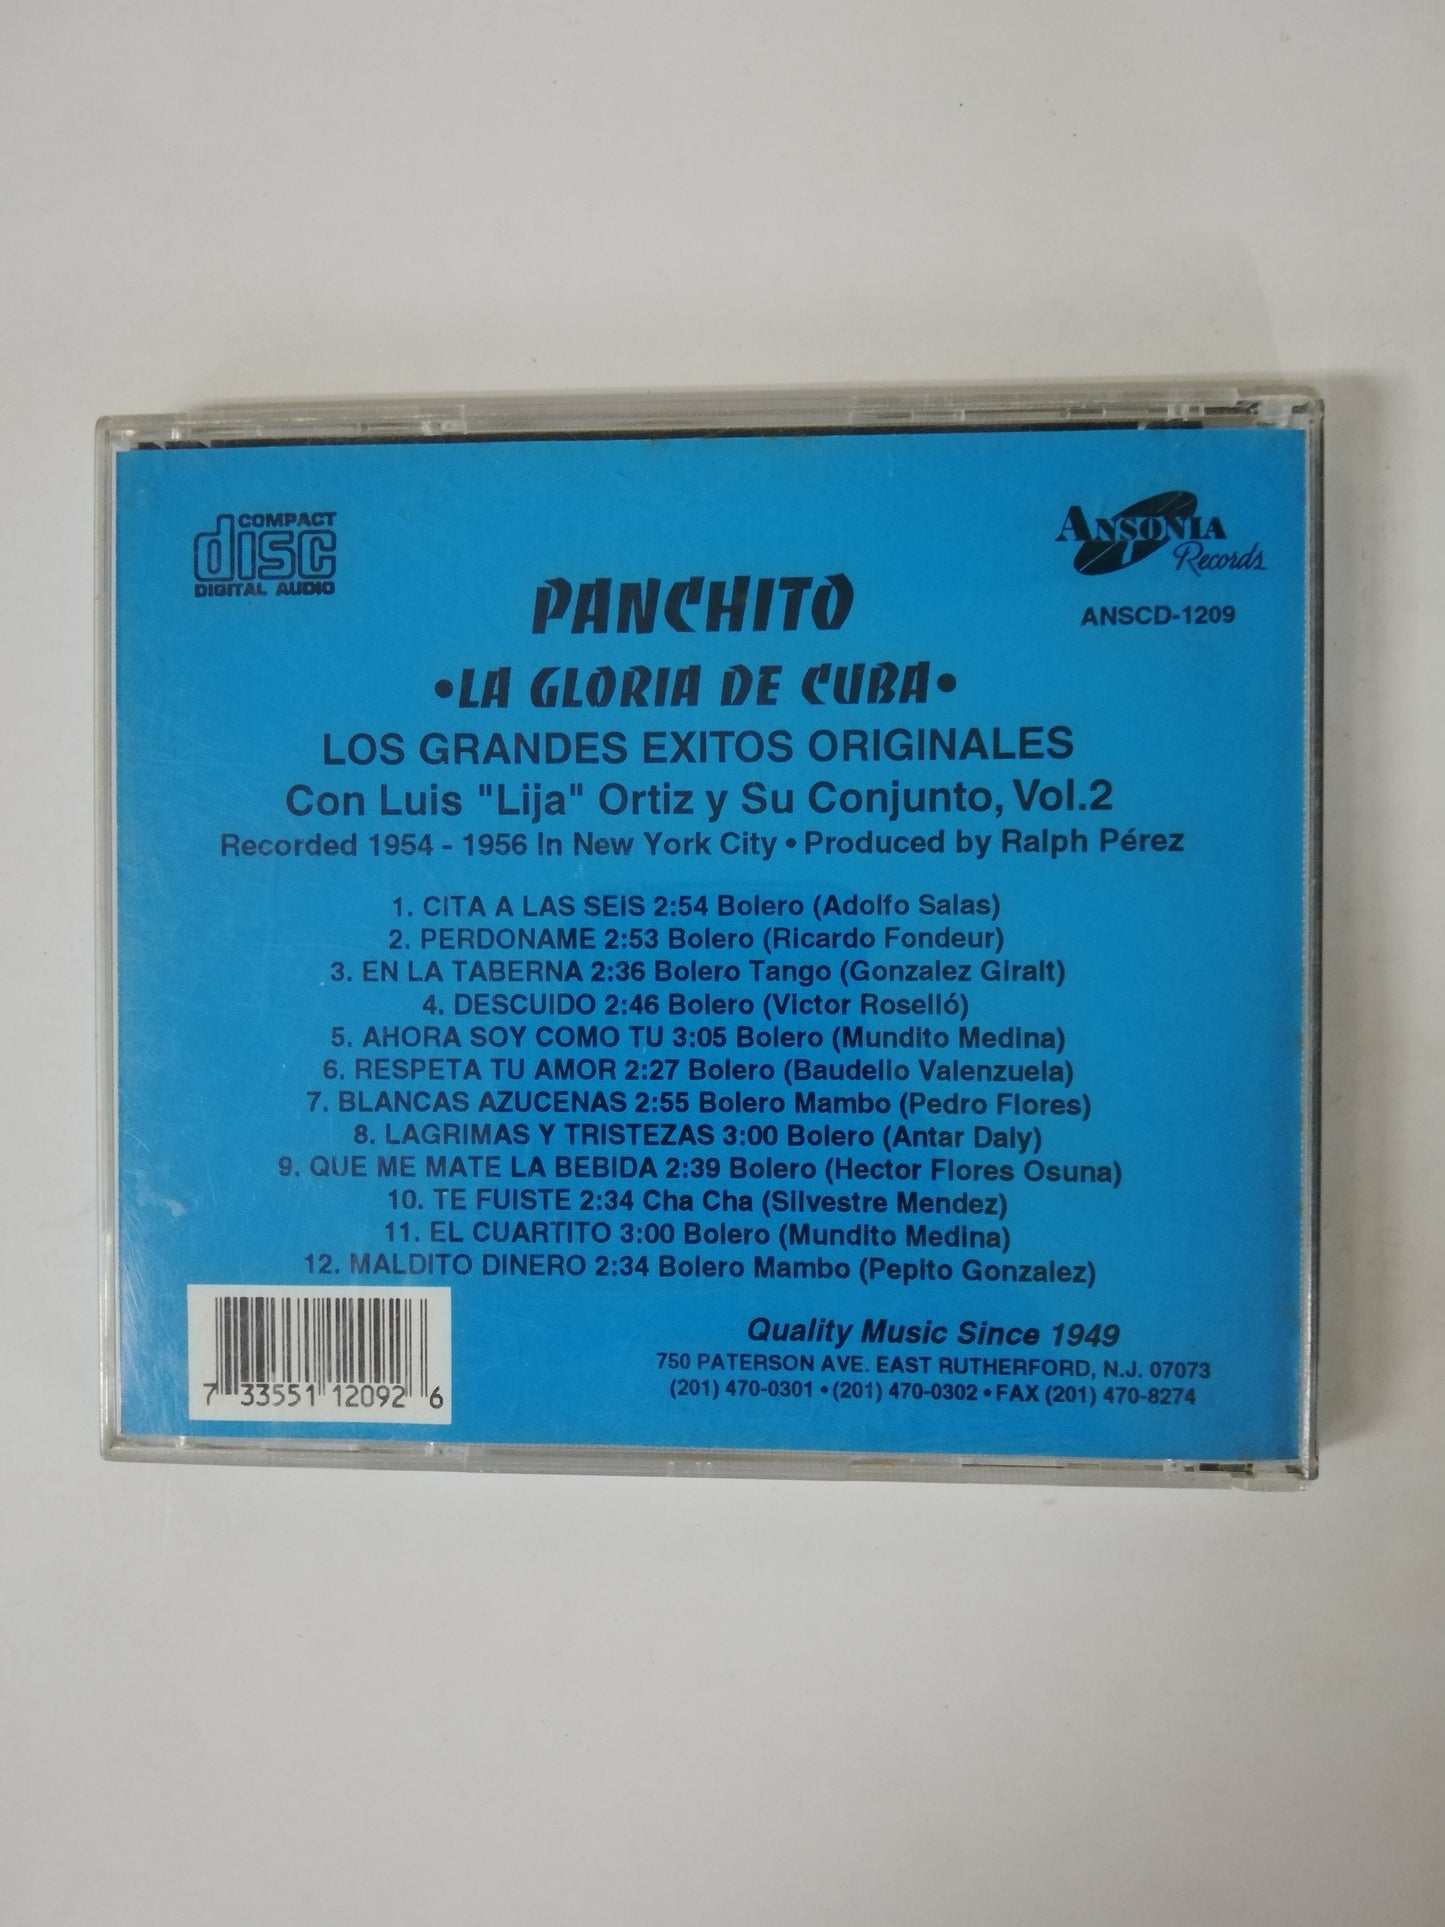 COMPACT
disc
DIGITAL AUDIO
ANSONIA
Records
ANSCD-1209
PANCHITO
•LA GLORIA DE CUBA•
LOS GRANDES EXITOS ORIGINALES
Con Luis "Lija" Ortiz y Su Conjunto, Vol.2
Recorded 1954 - 1956 In New York City • Produced by Ralph Pérez
1. CITA A LAS SEIS 2:54 Bolero (Adolfo Salas)
2. PERDONAME 2:53 Bolero (Ricardo Fondeur)
3. EN LA TABERNA 2:36 Bolero Tango (Gonzalez Giralt)
4. DESCUIDO 2:46 Bolero (Victor Roselló)
5. AHORA SOY COMO TU 3:05 Bolero (Mundito Medina)
6. RESPETA TU AMOR 2:27 Bolero (Baudelio Valenzuela)
7. BLANCAS AZUCENAS 2:55 Bolero Mambo (Pedro Flores)
8. LAGRIMAS Y TRISTEZAS 3:00 Bolero (Antar Daly)
9. QUE ME MATE LA BEBIDA 2:39 Bolero (Hector Flores Osuna)
10. TE FUISTE 2:34 Cha Cha (Silvestre Mendez)
11. EL CUARTITO 3:00 Bolero (Mundito Medina)
12. MALDITO DINERO 2:34 Bolero Mambo (Pepito Gonzalez)
7 33551 12092 6
Quality Music Since 1949
750 PATERSON AVE. EAST RUTHERFORD, N.J. 07073
(201) 470-0301 • (201) 470-0302 • FAX (201) 470-8274